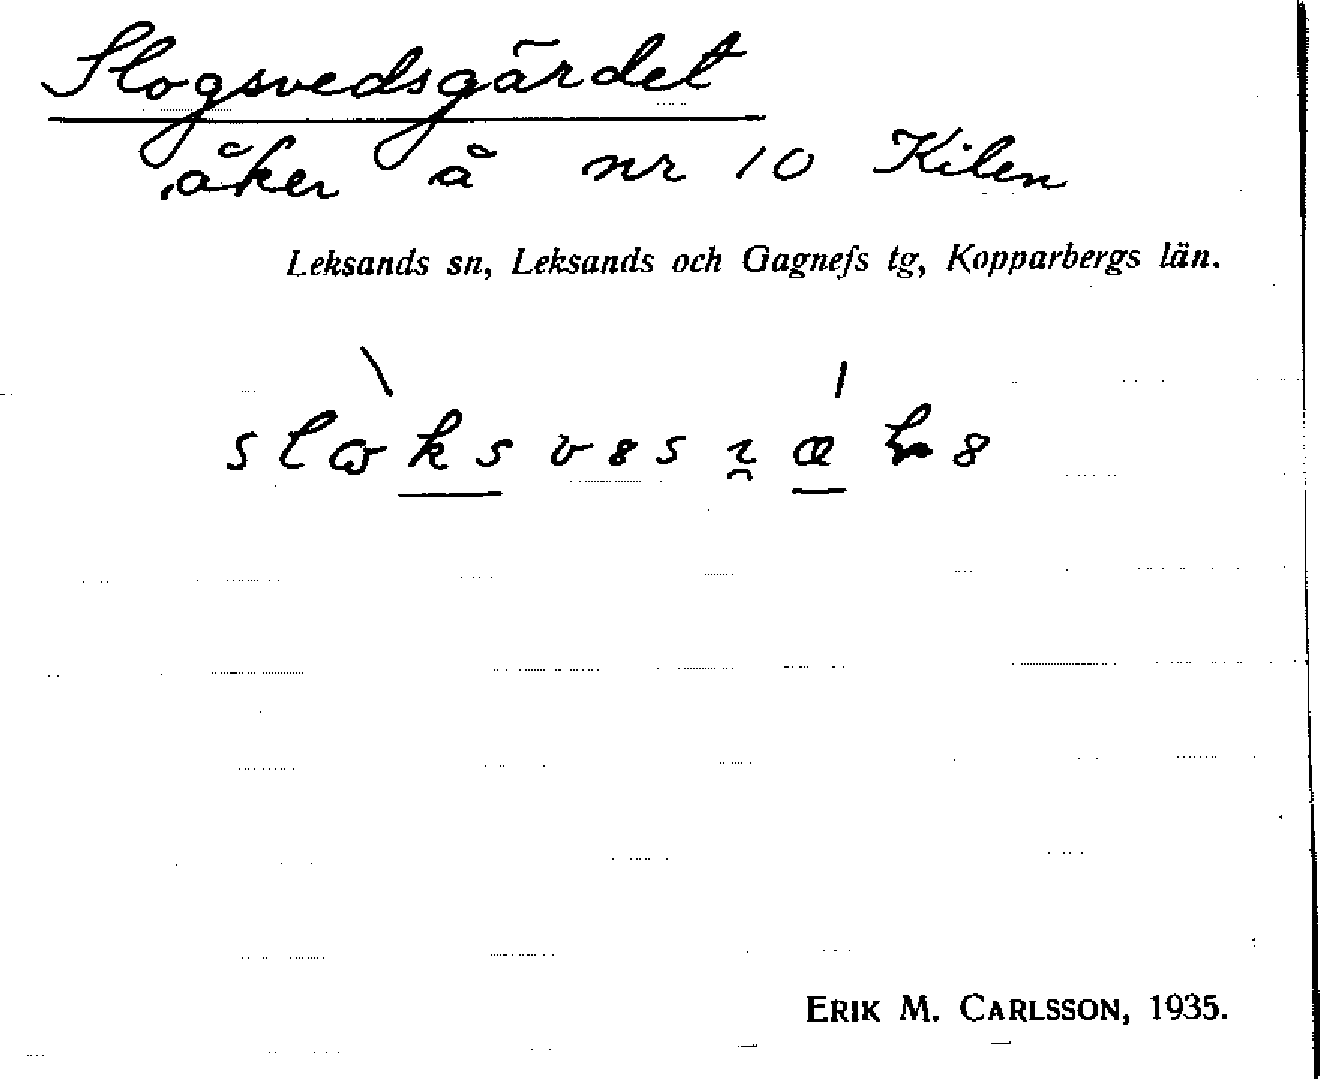 Slogsvedsgärdet
åker å nr 10 Kilen
Leksands sn, Leksands och Gagnefs tg, Kopparbergs län.
ERIK M. CARLSSON, 1935.